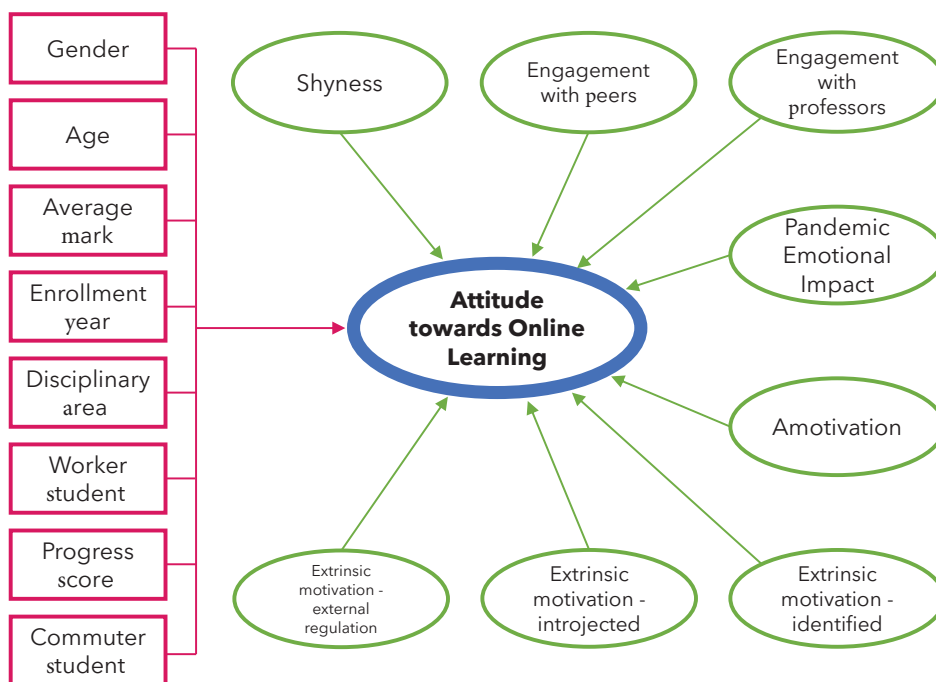 Gender
Age
Average
mark
Enrollment
year
Disciplinary
area
Worker
student
Progress
score
Commuter
student
Shyness
Engagement
with peers
Engagement
with
professors
Pandemic
Emotional
Impact
Attitude
towards Online
Learning
Amotivation
Extrinsic
motivation -
external
regulation
Extrinsic
motivation -
introjected
Extrinsic
motivation -
identified